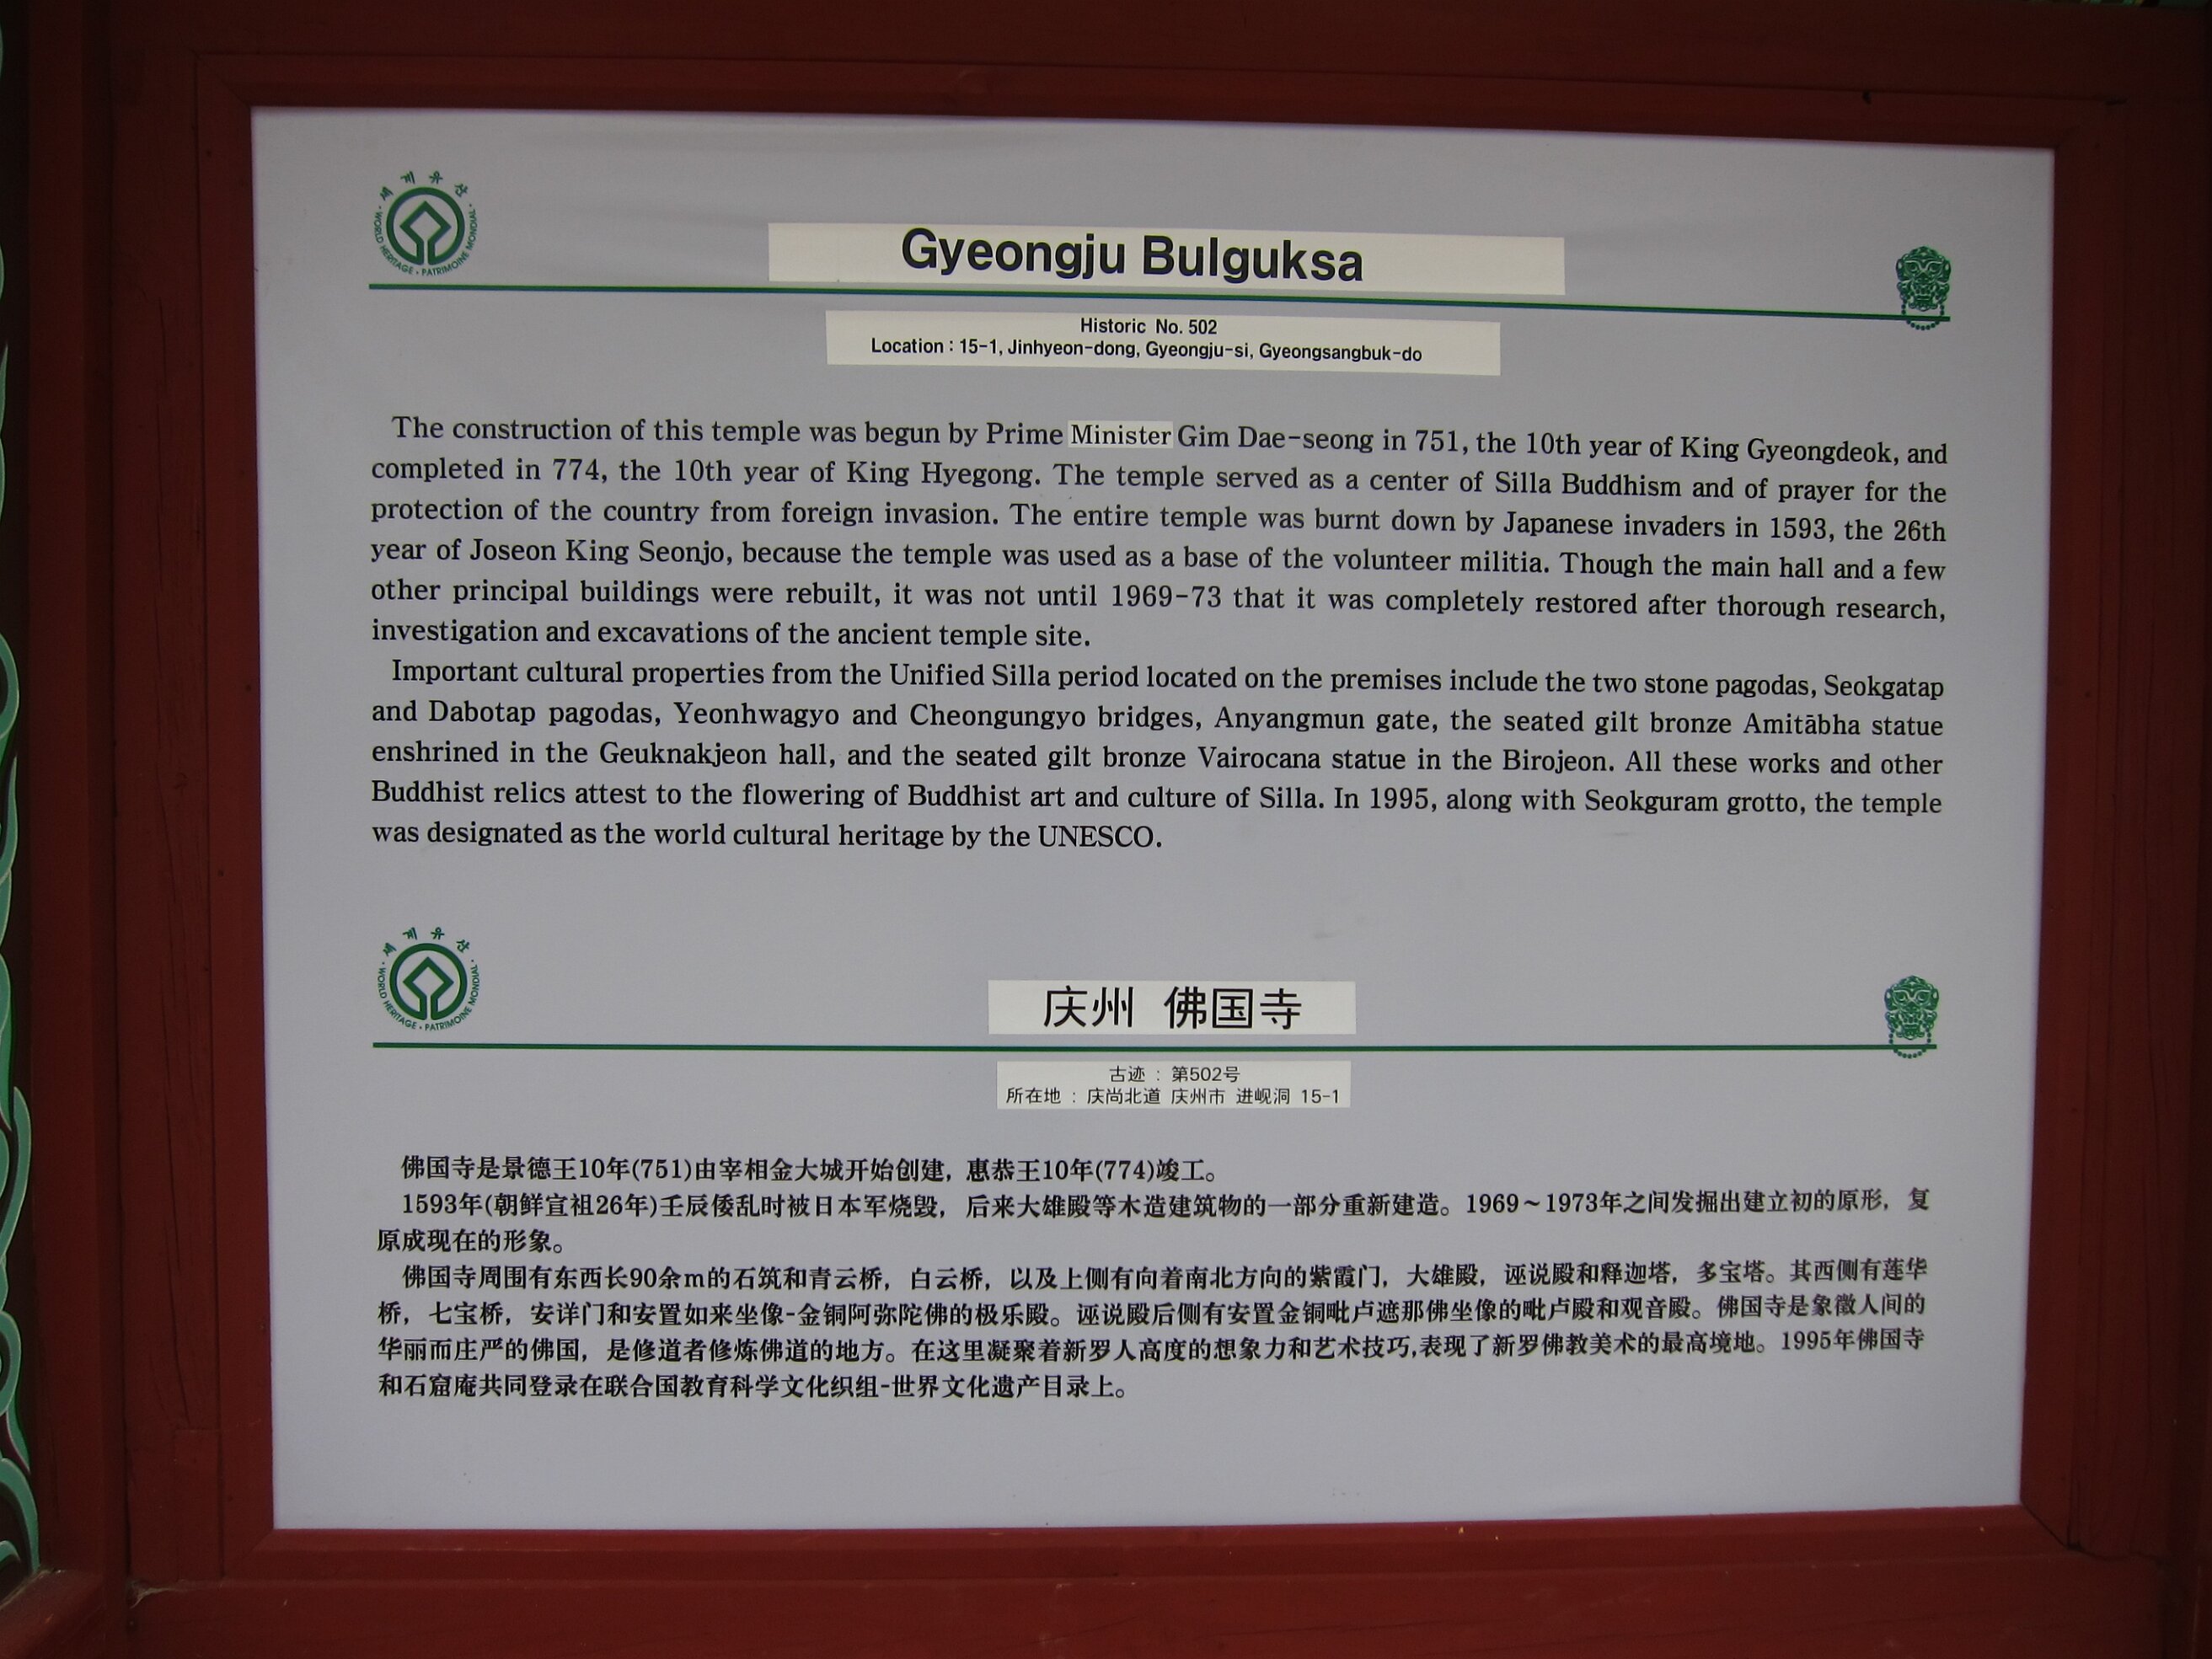 세계유산
· WORLD HERITAGE · PATRIMOINE MONDIAL ·
Gyeongju Bulguksa
Historic No. 502
Location : 15-1, Jinhyeon-dong, Gyeongju-si, Gyeongsangbuk-do
The construction of this temple was begun by Prime Minister Gim Dae-seong in 751, the 10th year of King Gyeongdeok, and
completed in 774, the 10th year of King Hyegong. The temple served as a center of Silla Buddhism and of prayer for the
protection of the country from foreign invasion. The entire temple was burnt down by Japanese invaders in 1593, the 26th
year of Joseon King Seonjo, because the temple was used as a base of the volunteer militia. Though the main hall and a few
other principal buildings were rebuilt, it was not until 1969-73 that it was completely restored after thorough research,
investigation and excavations of the ancient temple site.
Important cultural properties from the Unified Silla period located on the premises include the two stone pagodas, Seokgatap
and Dabotap pagodas, Yeonhwagyo and Cheongungyo bridges, Anyangmun gate, the seated gilt bronze Amitābha statue
enshrined in the Geuknakjeon hall, and the seated gilt bronze Vairocana statue in the Birojeon. All these works and other
Buddhist relics attest to the flowering of Buddhist art and culture of Silla. In 1995, along with Seokguram grotto, the temple
was designated as the world cultural heritage by the UNESCO.
세계유산
· WORLD HERITAGE · PATRIMOINE MONDIAL ·
庆州 佛国寺
古迹 : 第502号
所在地 : 庆尚北道 庆州市 进岘洞 15-1
佛国寺是景德王10年(751)由宰相金大城开始创建，惠恭王10年(774)竣工。
1593年(朝鲜宣祖26年)壬辰倭乱时被日本军烧毁，后来大雄殿等木造建筑物的一部分重新建造。1969～1973年之间发掘出建立初的原形，复
原成现在的形象。
佛国寺周围有东西长90余m的石筑和青云桥，白云桥，以及上侧有向着南北方向的紫霞门，大雄殿，诬说殿和释迦塔，多宝塔。其西侧有莲华
桥，七宝桥，安详门和安置如来坐像-金铜阿弥陀佛的极乐殿。诬说殿后侧有安置金铜毗卢遮那佛坐像的毗卢殿和观音殿。佛国寺是象徵人间的
华丽而庄严的佛国，是修道者修炼佛道的地方。在这里凝聚着新罗人高度的想象力和艺术技巧,表现了新罗佛教美术的最高境地。1995年佛国寺
和石窟庵共同登录在联合国教育科学文化织组-世界文化遗产目录上。